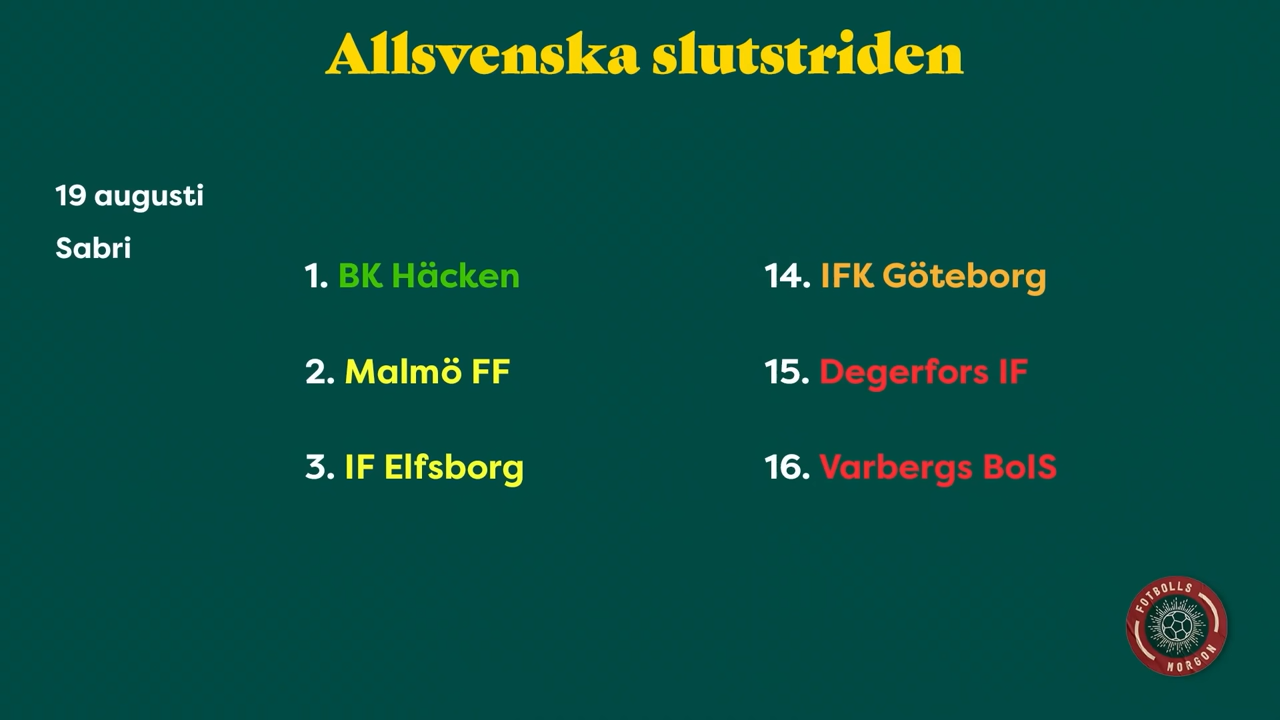 Allsvenska slutstriden
19 augusti
Sabri
1. BK Häcken
2. Malmö FF
3. IF Elfsborg
14. IFK Göteborg
15. Degerfors IF
16. Varbergs BoIS
FOTBOLLS
MORGON